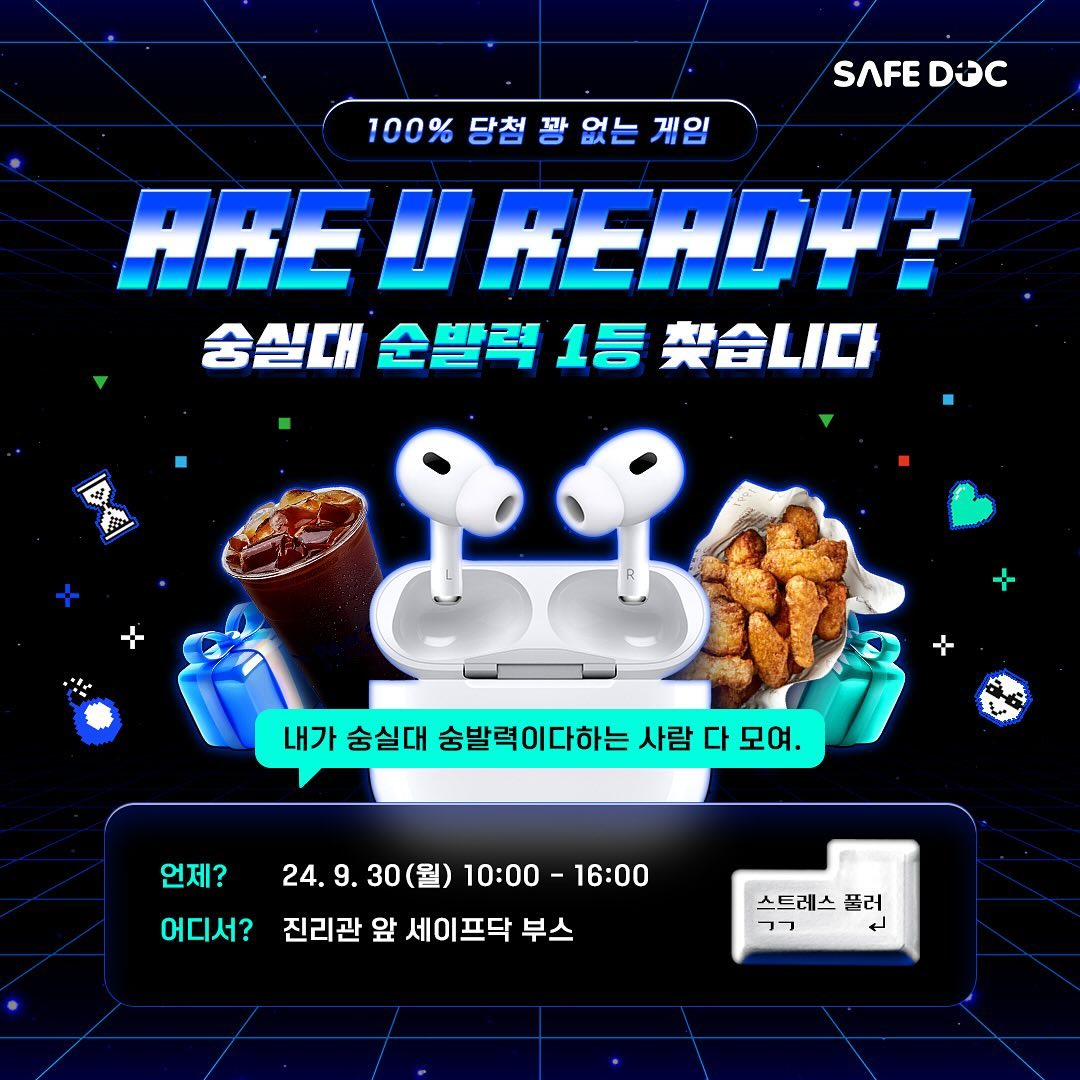 SAFE DOC
100% 당첨 꽝 없는 게임
ARE U READY?
숭실대 순발력 1등 찾습니다
L
R
내가 숭실대 숭발력이다하는 사람 다 모여.
언제? 24. 9. 30(월) 10:00 - 16:00
어디서? 진리관 앞 세이프닥 부스
스트레스 풀러
ㄱㄱ ↵